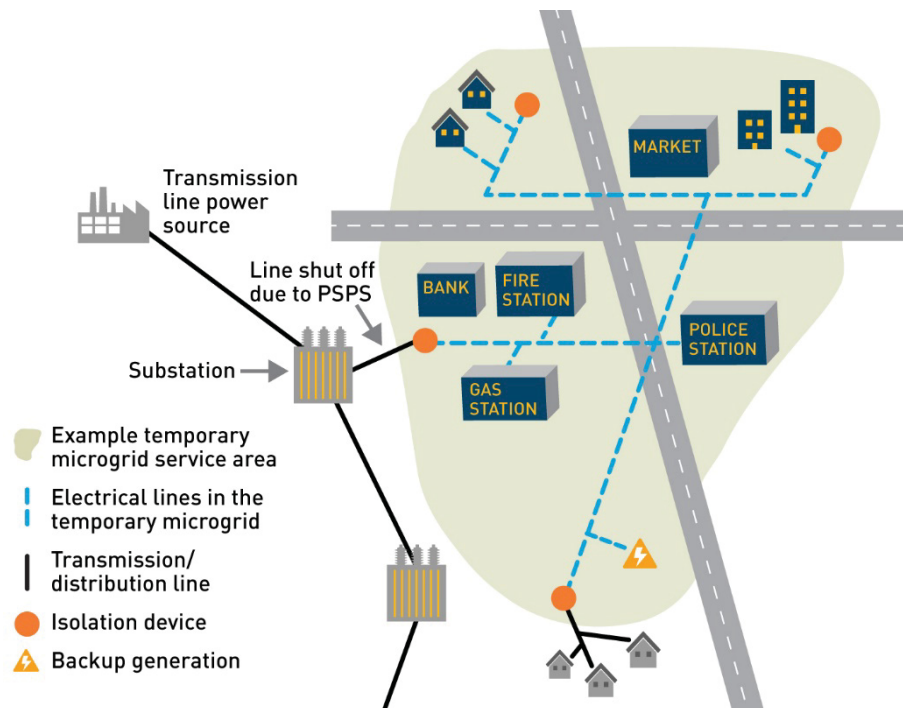 Transmission
line power
source
Line shut off
due to PSPS
Substation
MARKET
BANK
FIRE
STATION
POLICE
STATION
GAS
STATION
Example temporary
microgrid service area
Electrical lines in the
temporary microgrid
Transmission/
distribution line
Isolation device
Backup generation